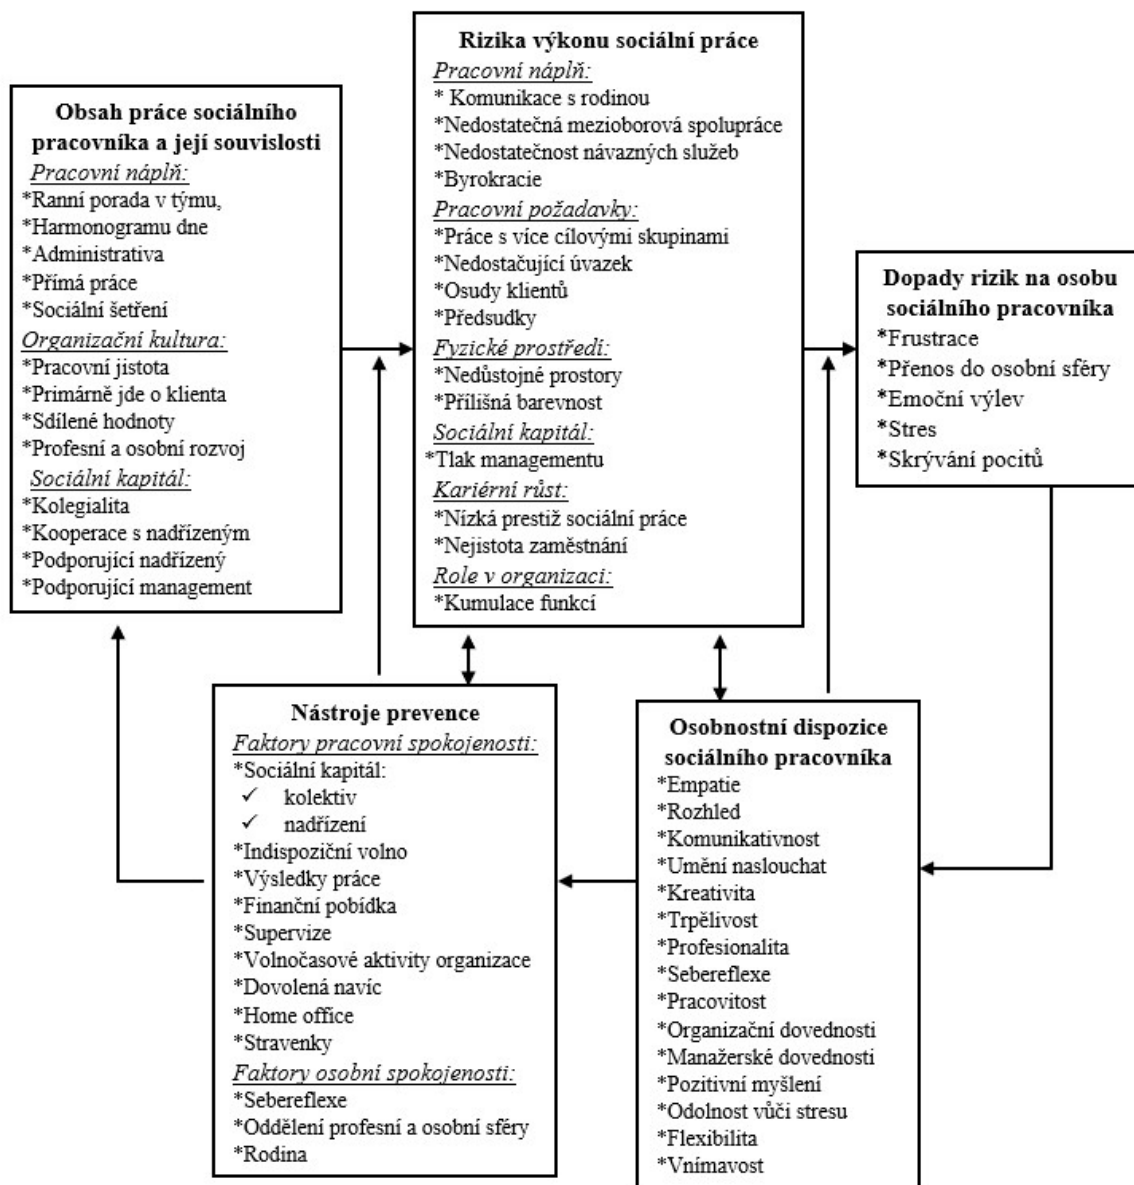 Obsah práce sociálního
pracovníka a její souvislosti
Pracovní náplň:
*Ranní porada v týmu,
*Harmonogramu dne
*Administrativa
*Přímá práce
*Sociální šetření
Organizační kultura:
*Pracovní jistota
*Primárně jde o klienta
*Sdílené hodnoty
*Profesní a osobní rozvoj
Sociální kapitál:
*Kolegialita
*Kooperace s nadřízeným
*Podporující nadřízený
*Podporující management
Rizika výkonu sociální práce
Pracovní náplň:
* Komunikace s rodinou
*Nedostatečná mezioborová spolupráce
*Nedostatečnost návazných služeb
*Byrokracie
Pracovní požadavky:
*Práce s více cílovými skupinami
*Nedostačující úvazek
*Osudy klientů
*Předsudky
Fyzické prostředí:
*Nedůstojné prostory
*Přílišná barevnost
Sociální kapitál:
*Tlak managementu
Kariérní růst:
*Nízká prestiž sociální práce
*Nejistota zaměstnání
Role v organizaci:
*Kumulace funkcí
Dopady rizik na osobu
sociálního pracovníka
*Frustrace
*Přenos do osobní sféry
*Emoční výlev
*Stres
*Skrývání pocitů
Nástroje prevence
Faktory pracovní spokojenosti:
*Sociální kapitál:
✓ kolektiv
✓ nadřízení
*Indispoziční volno
*Výsledky práce
*Finanční pobídka
*Supervize
*Volnočasové aktivity organizace
*Dovolená navíc
*Home office
*Stravenky
Faktory osobní spokojenosti:
*Sebereflexe
*Oddělení profesní a osobní sféry
*Rodina
Osobnostní dispozice
sociálního pracovníka
*Empatie
*Rozhled
*Komunikativnost
*Umění naslouchat
*Kreativita
*Trpělivost
*Profesionalita
*Sebereflexe
*Pracovitost
*Organizační dovednosti
*Manažerské dovednosti
*Pozitivní myšlení
*Odolnost vůči stresu
*Flexibilita
*Vnímavost